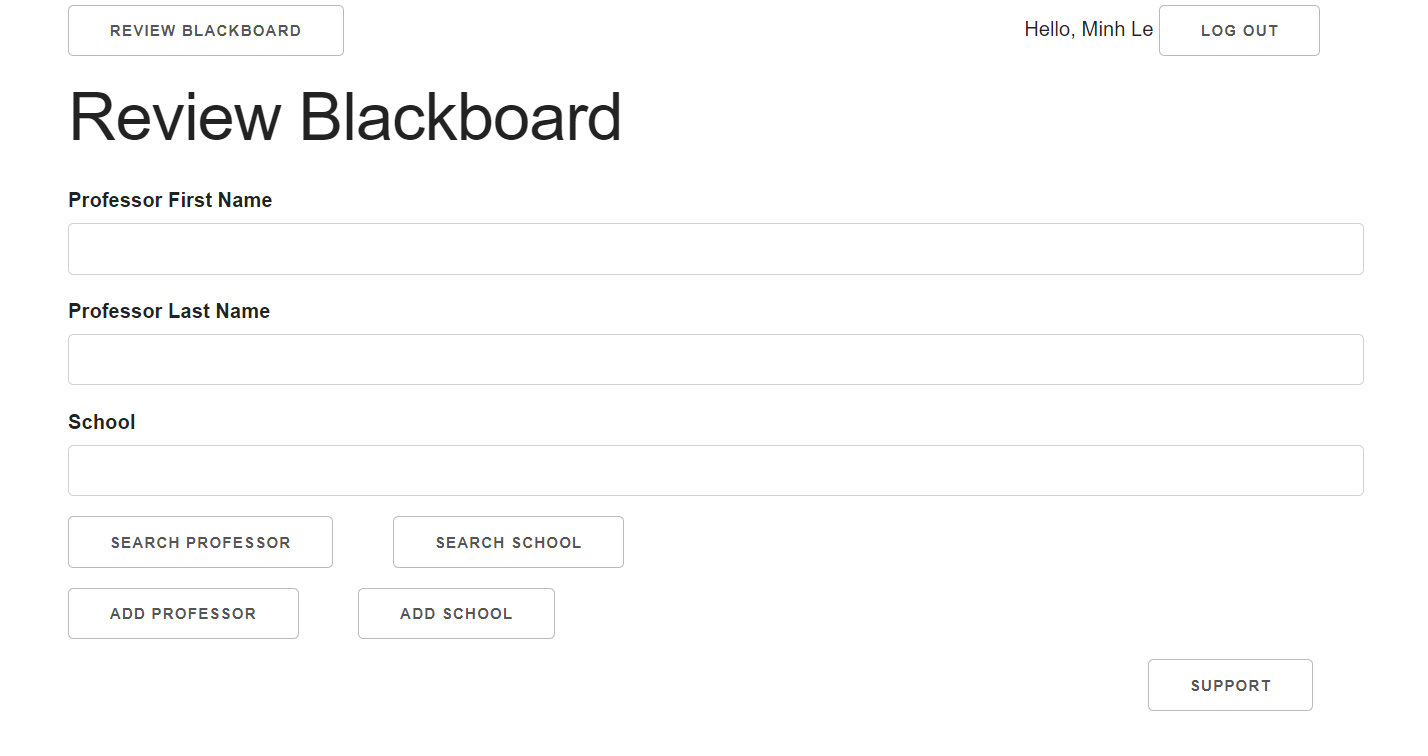 REVIEW BLACKBOARD Hello, Minh Le LOG OUT
Review Blackboard
Professor First Name
Professor Last Name
School
SEARCH PROFESSOR SEARCH SCHOOL
ADD PROFESSOR ADD SCHOOL
SUPPORT